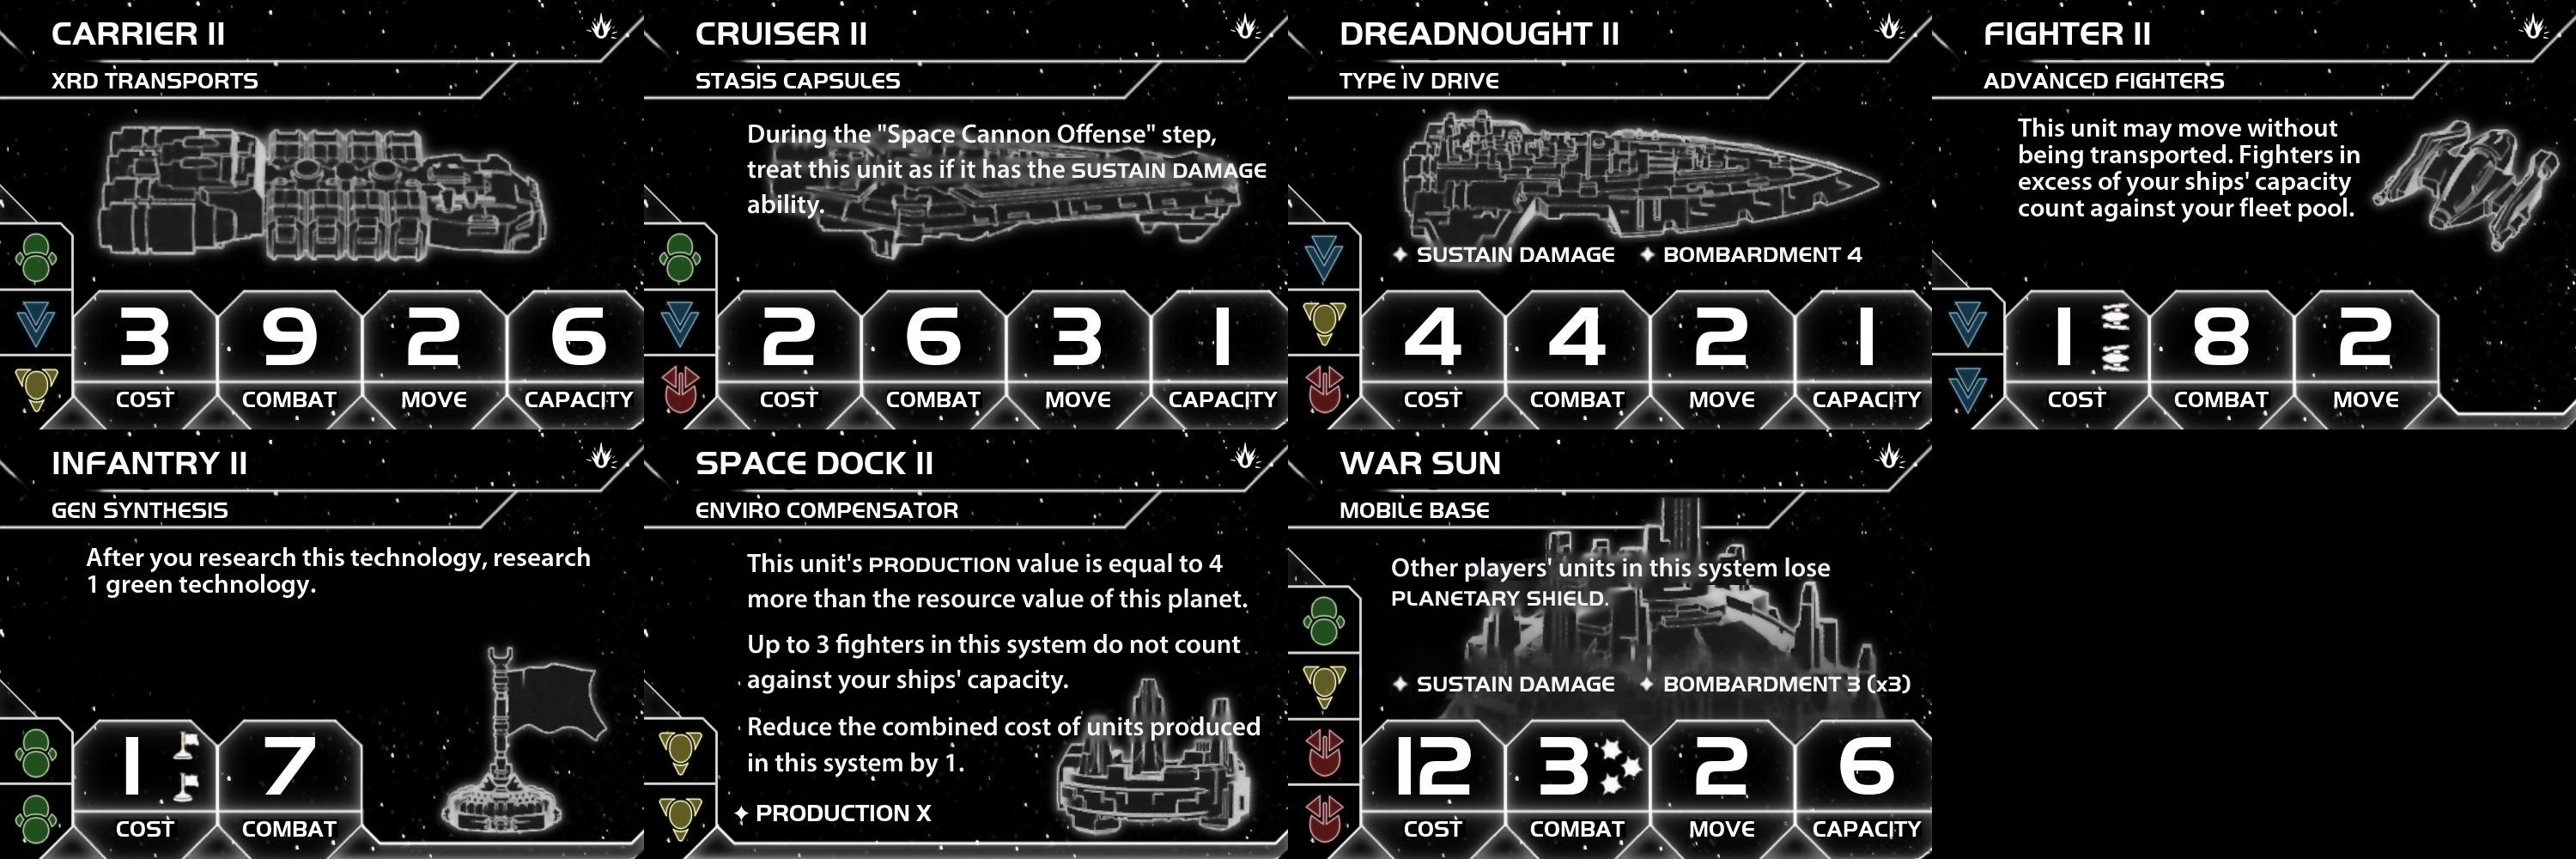 CARRIER II
XRD TRANSPORTS
3 9 2 6
COST COMBAT MOVE CAPACITY
CRUISER II
STASIS CAPSULES
During the "Space Cannon Offense" step,
treat this unit as if it has the SUSTAIN DAMAGE
ability.
2 6 3 1
COST COMBAT MOVE CAPACITY
DREADNOUGHT II
TYPE IV DRIVE
SUSTAIN DAMAGE BOMBARDMENT 4
4 4 2 1
COST COMBAT MOVE CAPACITY
FIGHTER II
ADVANCED FIGHTERS
This unit may move without
being transported. Fighters in
excess of your ships' capacity
count against your fleet pool.
1 8 2
COST COMBAT MOVE
INFANTRY II
GEN SYNTHESIS
After you research this technology, research
1 green technology.
1 7
COST COMBAT
SPACE DOCK II
ENVIRO COMPENSATOR
This unit's PRODUCTION value is equal to 4
more than the resource value of this planet.
Up to 3 fighters in this system do not count
against your ships' capacity.
Reduce the combined cost of units produced
in this system by 1.
PRODUCTION X
WAR SUN
MOBILE BASE
Other players' units in this system lose
PLANETARY SHIELD.
SUSTAIN DAMAGE BOMBARDMENT 3 (x3)
12 3 2 6
COST COMBAT MOVE CAPACITY